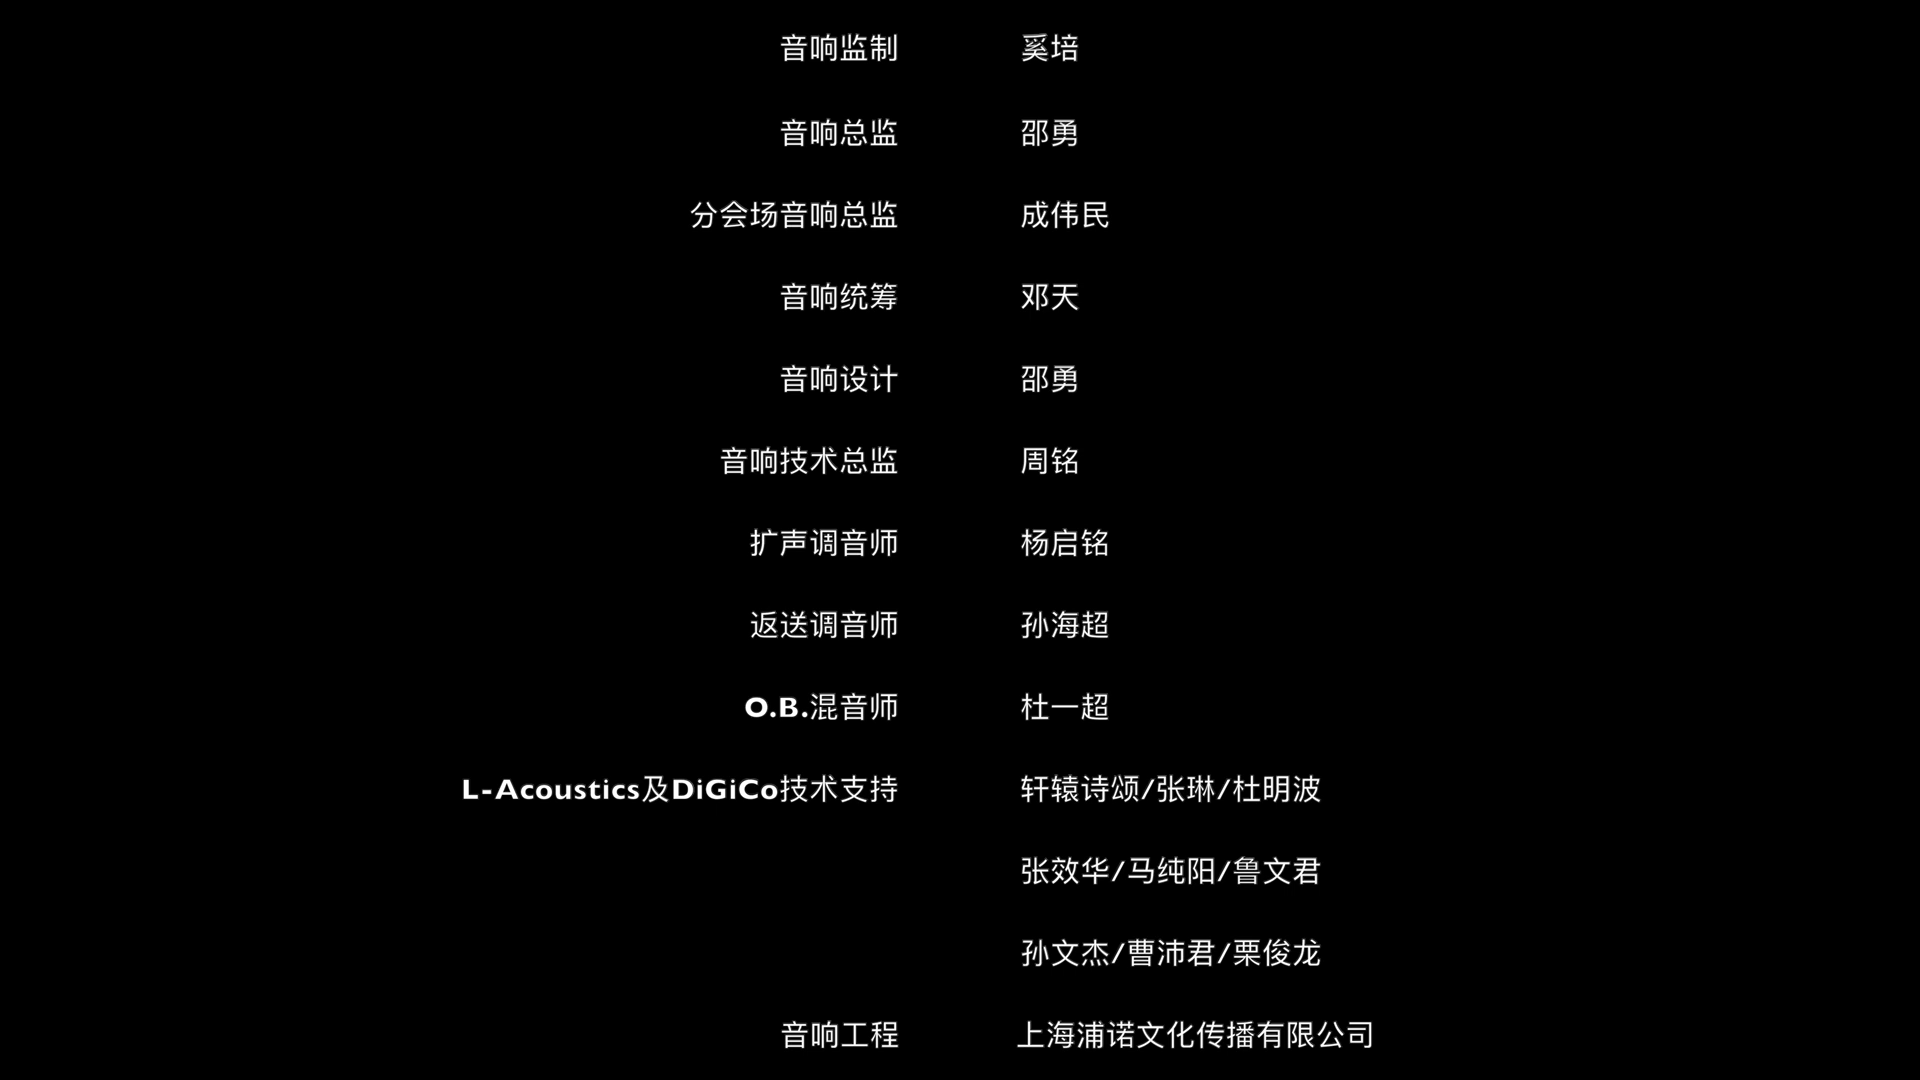 音响监制 奚培
音响总监 邵勇
分会场音响总监 成伟民
音响统筹 邓天
音响设计 邵勇
音响技术总监 周铭
扩声调音师 杨启铭
返送调音师 孙海超
O.B.混音师 杜一超
L-Acoustics及DiGiCo技术支持 轩辕诗颂/张琳/杜明波
张效华/马纯阳/鲁文君
孙文杰/曹沛君/栗俊龙
音响工程 上海浦诺文化传播有限公司